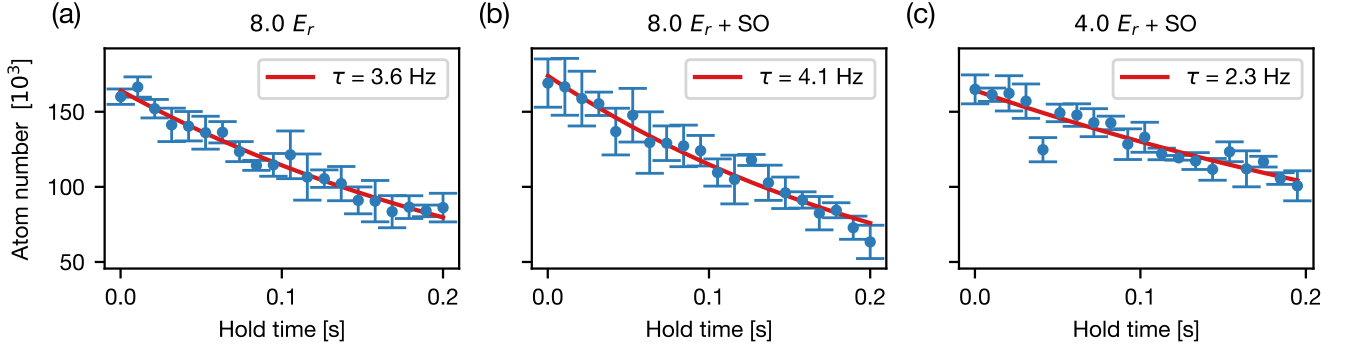 (a)
8.0 Eᵣ
(b)
8.0 Eᵣ + SO
(c)
4.0 Eᵣ + SO
Atom number [10³]
150
100
50
τ = 3.6 Hz
τ = 4.1 Hz
τ = 2.3 Hz
0.0
0.1
0.2
0.0
0.1
0.2
0.0
0.1
0.2
Hold time [s]
Hold time [s]
Hold time [s]